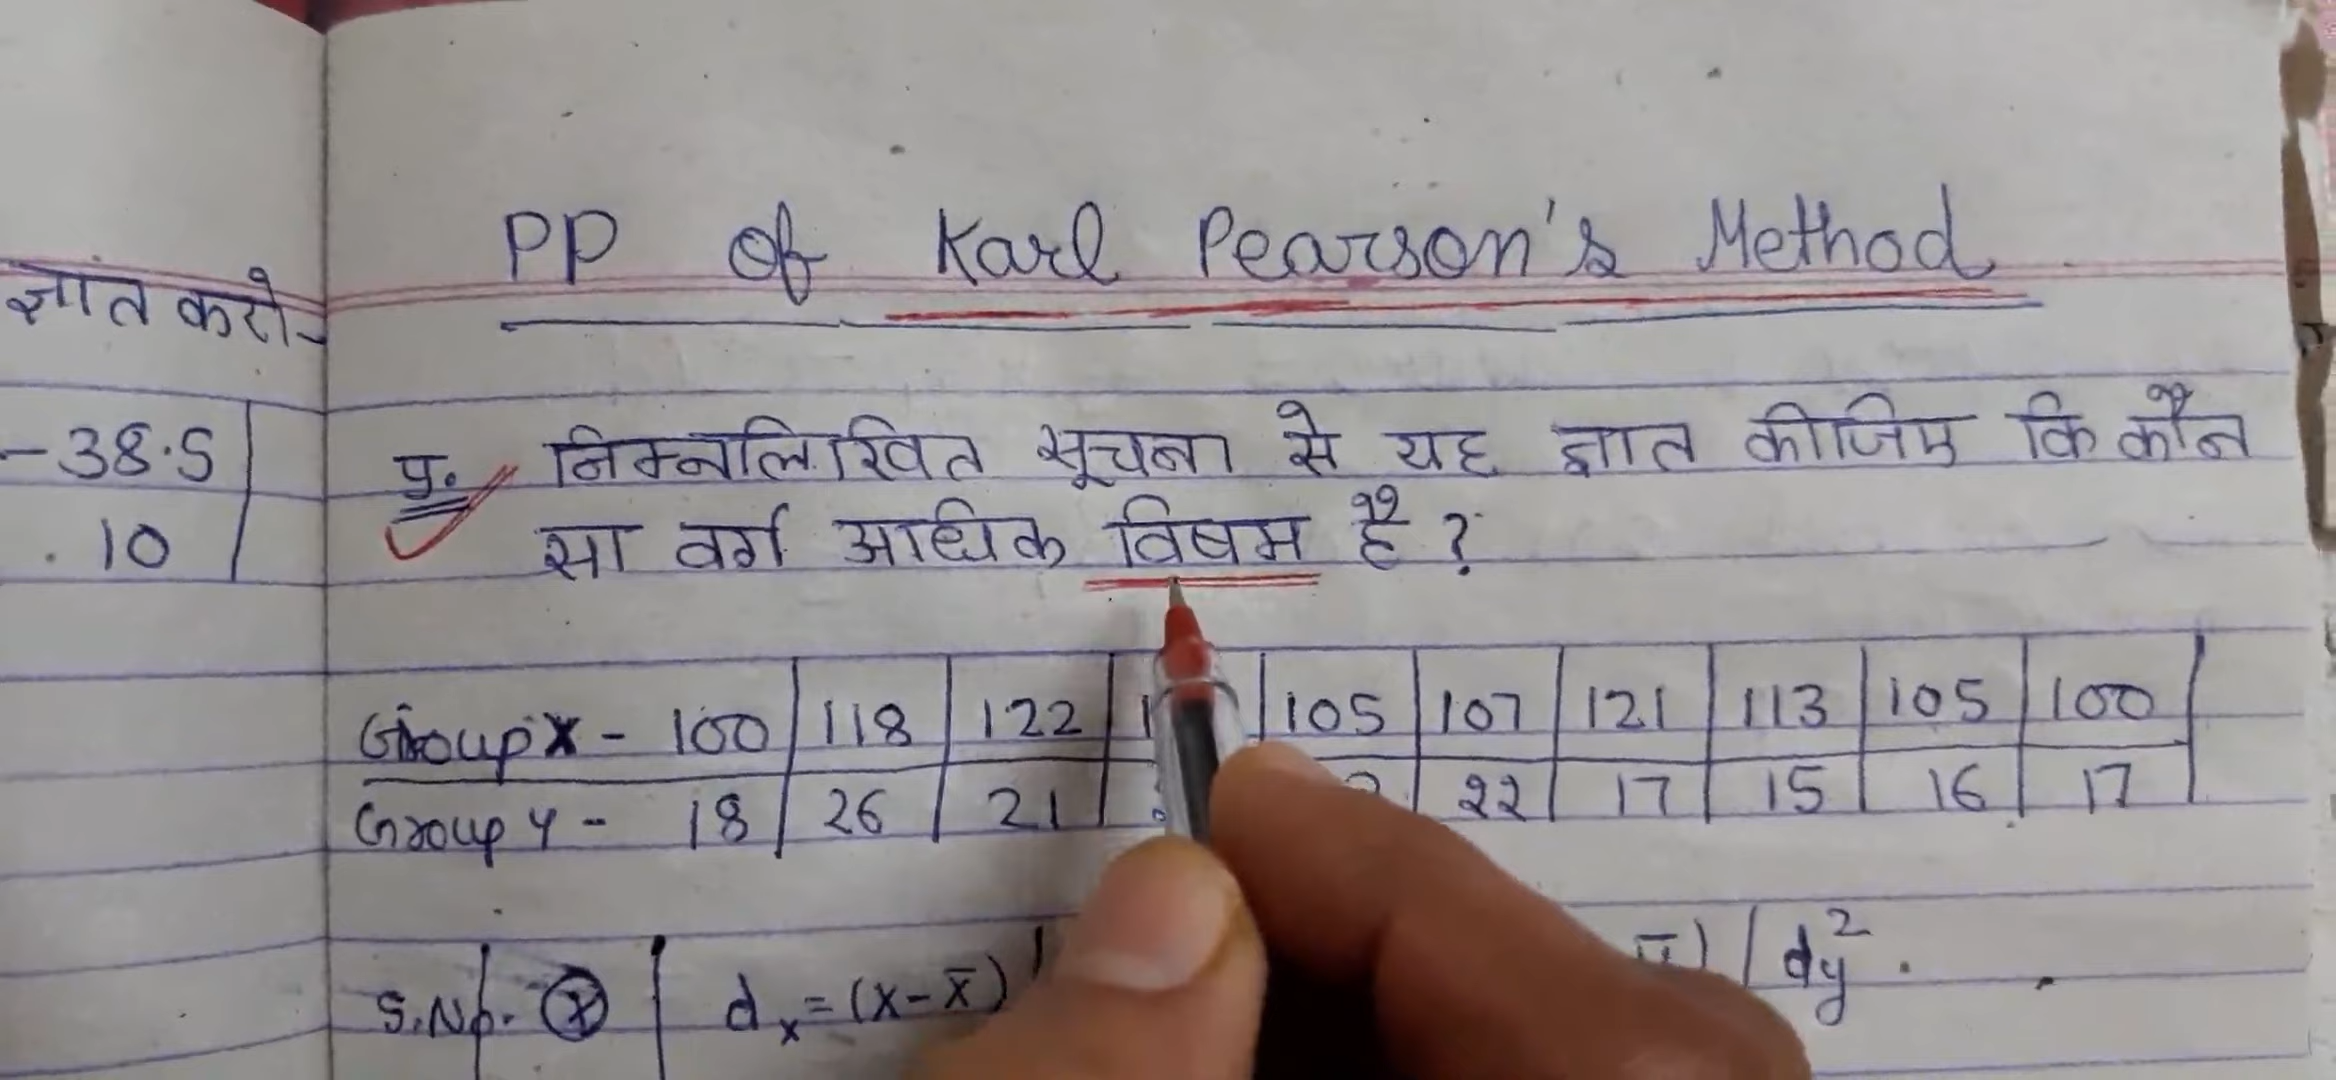 ज्ञात करो-
-38.5
.10
PP of Karl Pearson's Method
प्र. निम्नलिखित सूचना से यह ज्ञात कीजिए कि कौन
सा वर्ग अधिक विषम है?
Group X - 100 118 122 105 107 121 113 105 100
Group Y - 18 26 21 22 17 15 16 17
S.No. X dx = (x - x̄) dy²